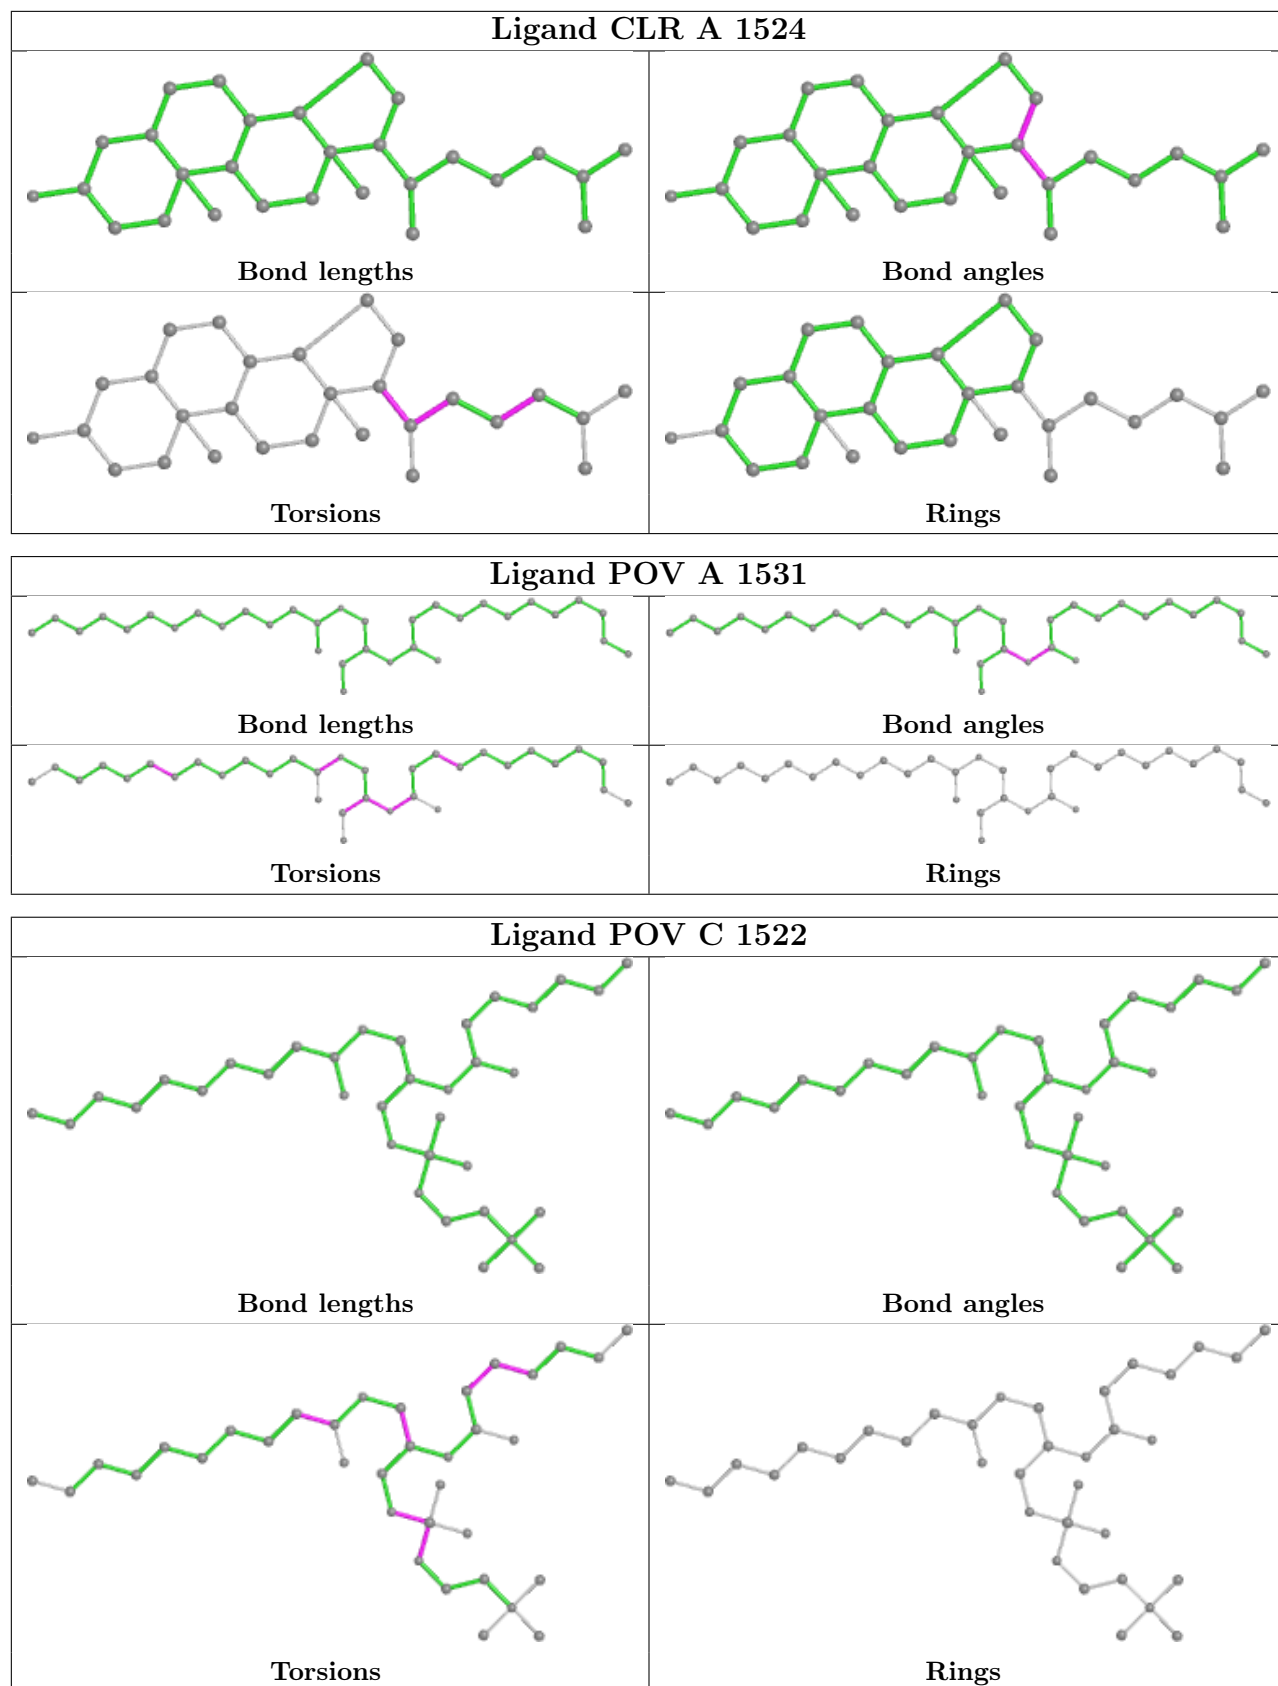 Ligand CLR A 1524
Bond lengths
Bond angles
Torsions
Rings
Ligand POV A 1531
Bond lengths
Bond angles
Torsions
Rings
Ligand POV C 1522
Bond lengths
Bond angles
Torsions
Rings